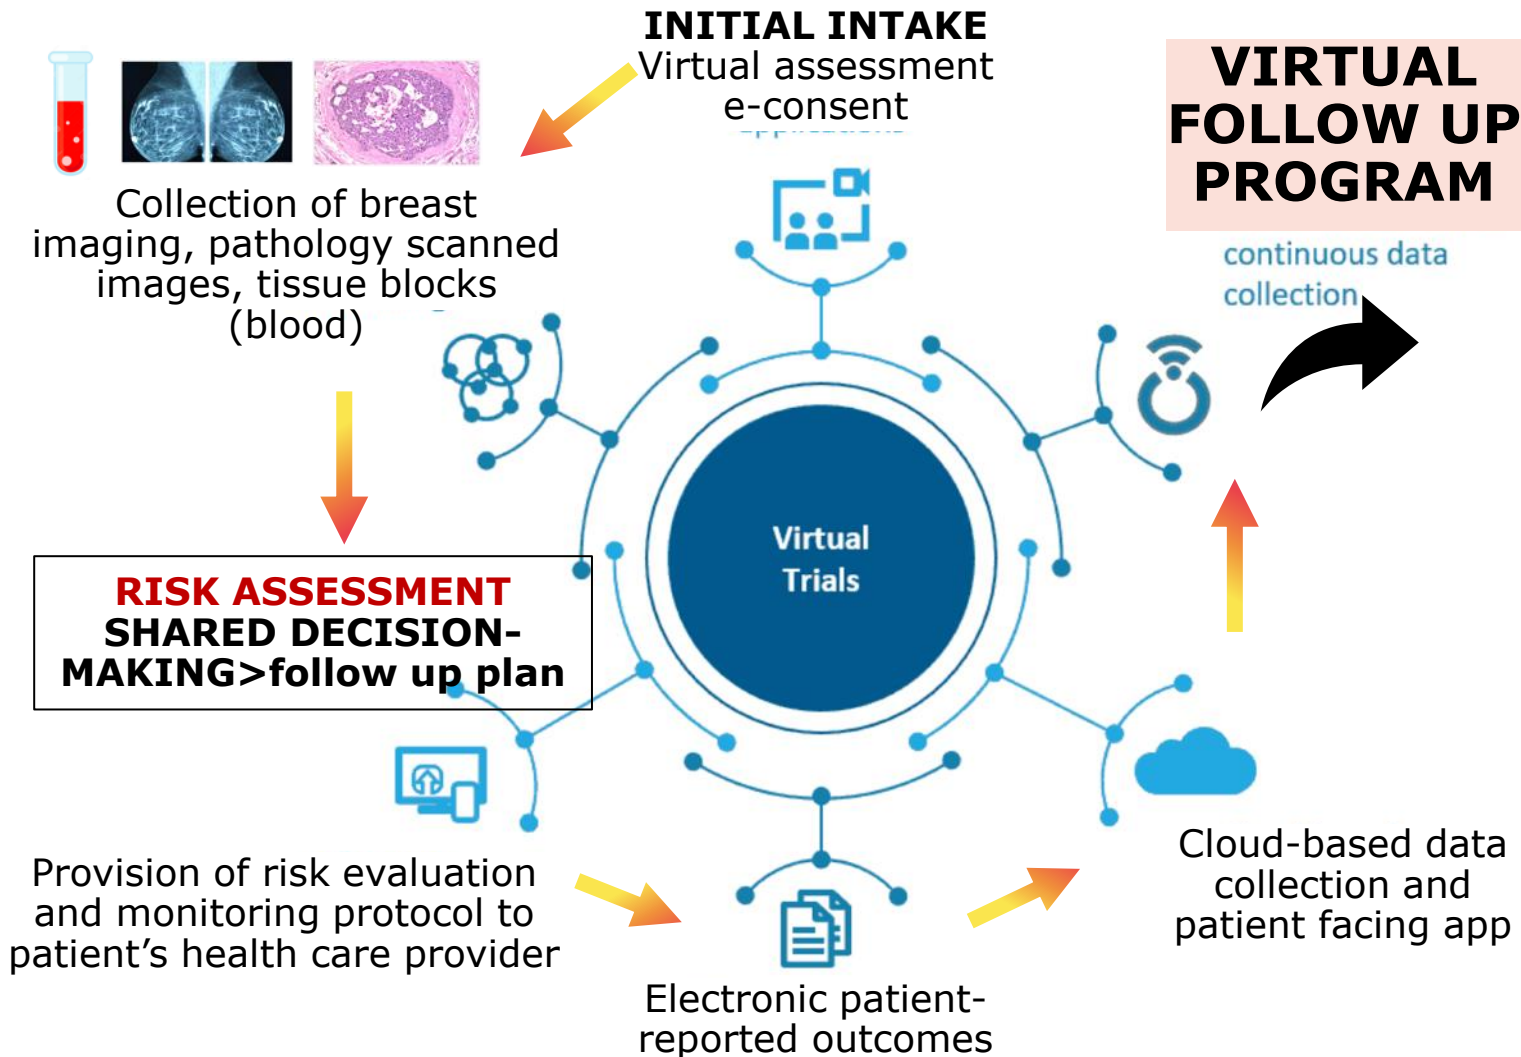 INITIAL INTAKE
Virtual assessment
e-consent
VIRTUAL
FOLLOW UP
PROGRAM
continuous data
collection
Collection of breast
imaging, pathology scanned
images, tissue blocks
(blood)
Virtual
Trials
RISK ASSESSMENT
SHARED DECISION-
MAKING>follow up plan
Provision of risk evaluation
and monitoring protocol to
patient’s health care provider
Electronic patient-
reported outcomes
Cloud-based data
collection and
patient facing app